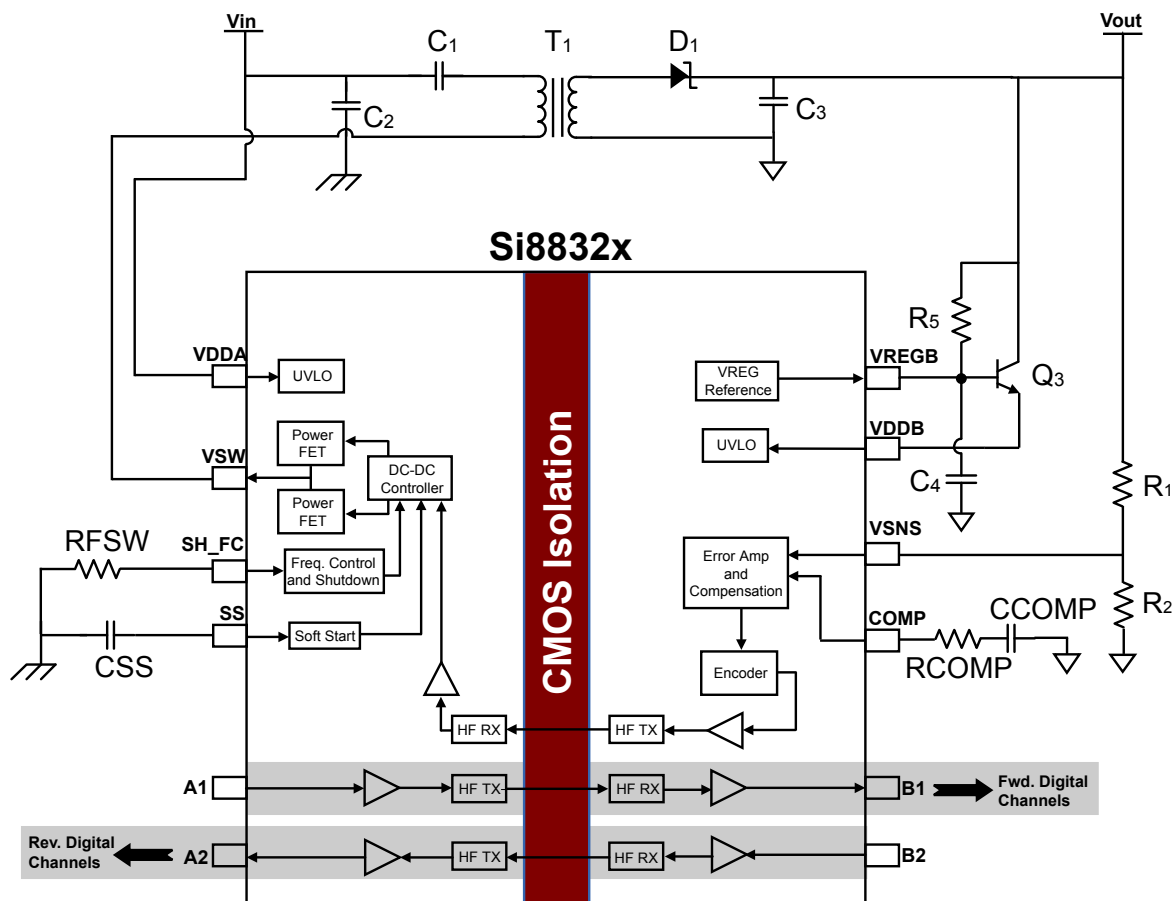 Vin
Vout
C1
T1
D1
C2
C3
Si8832x
R5
VDDA
UVLO
VREG
Reference
VREGB
Q3
Power
FET
UVLO
VDDB
VSW
DC-DC
Controller
Power
FET
C4
R1
RFSW
SH_FC
Freq. Control
and Shutdown
CMOS Isolation
Error Amp
and
Compensation
VSNS
SS
Soft Start
CSS
COMP
CCOMP
R2
RCOMP
Encoder
HF RX
HF TX
A1
HF TX
HF RX
B1
Fwd. Digital
Channels
Rev. Digital
Channels
A2
HF TX
HF RX
B2